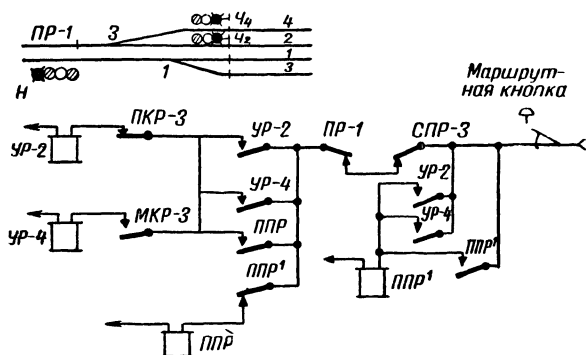 ПР-1
3
Ч₄
4
Ч₂
2
1
Н
1
3
Маршрут-
ная кнопка
ПКР-3
УР-2
ПР-1
СПР-3
УР-2
УР-2
УР-4
УР-4
МКР-3
ППР
ППР¹
УР-4
ППР¹
ППР¹
ППР